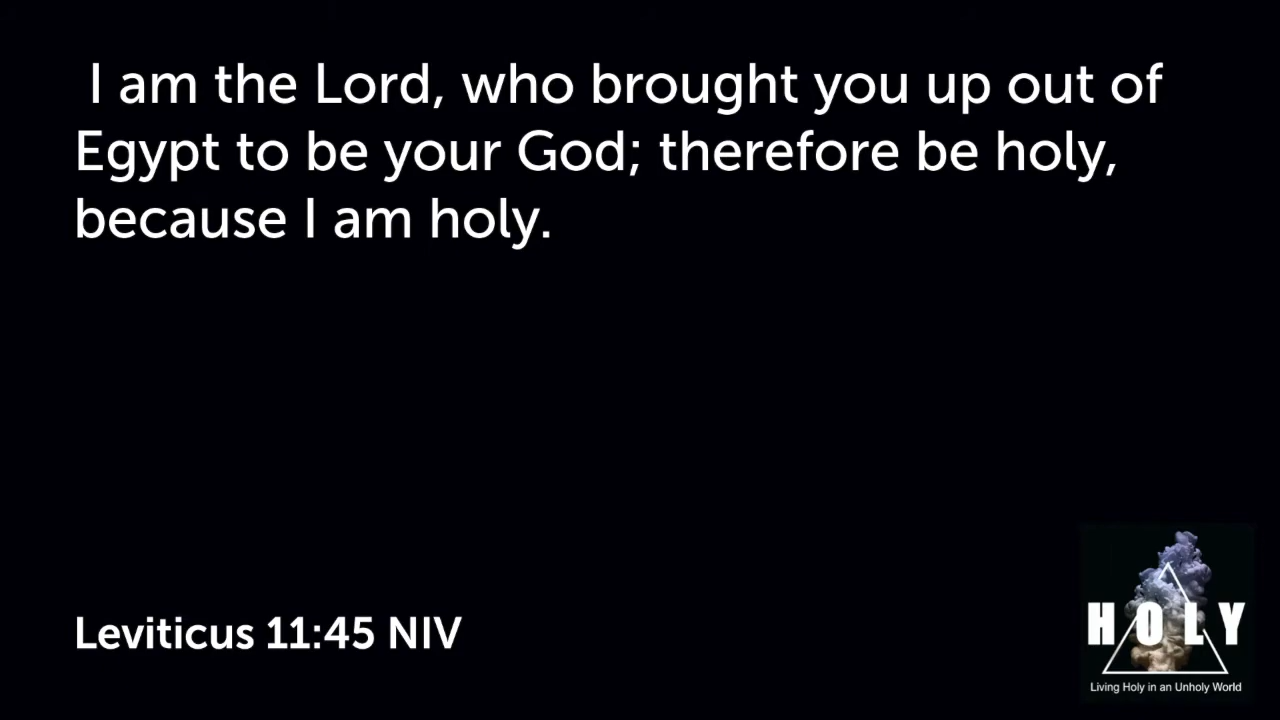 I am the Lord, who brought you up out of
Egypt to be your God; therefore be holy,
because I am holy.
Leviticus 11:45 NIV
HOLY
Living Holy in an Unholy World